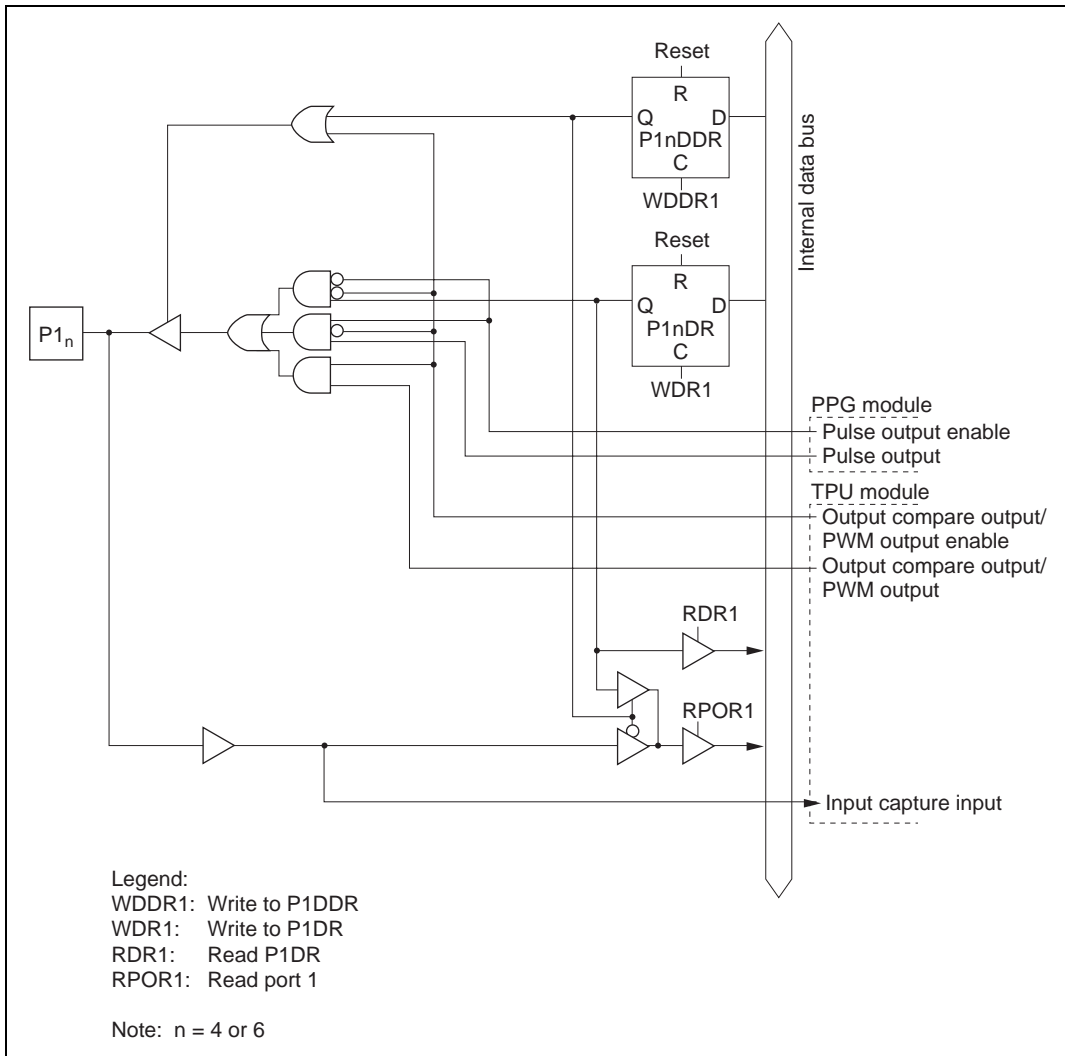 Reset
R
Q D
P1nDDR
C
WDDR1
Internal data bus
Reset
R
Q D
P1nDR
C
WDR1
P1n
PPG module
Pulse output enable
Pulse output
TPU module
Output compare output/
PWM output enable
Output compare output/
PWM output
RDR1
RPOR1
Input capture input
Legend:
WDDR1: Write to P1DDR
WDR1: Write to P1DR
RDR1: Read P1DR
RPOR1: Read port 1
Note: n = 4 or 6